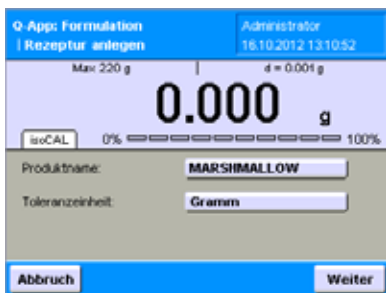 Q-App: Formulation Administrator
| Rezeptur anlegen 16.10.2012 13:10:52
Max 220 g | d = 0.001 g
0.000 g
isoCAL 0% 100%
Produktname: MARSHMALLOW
Toleranzeinheit: Gramm
Abbruch Weiter